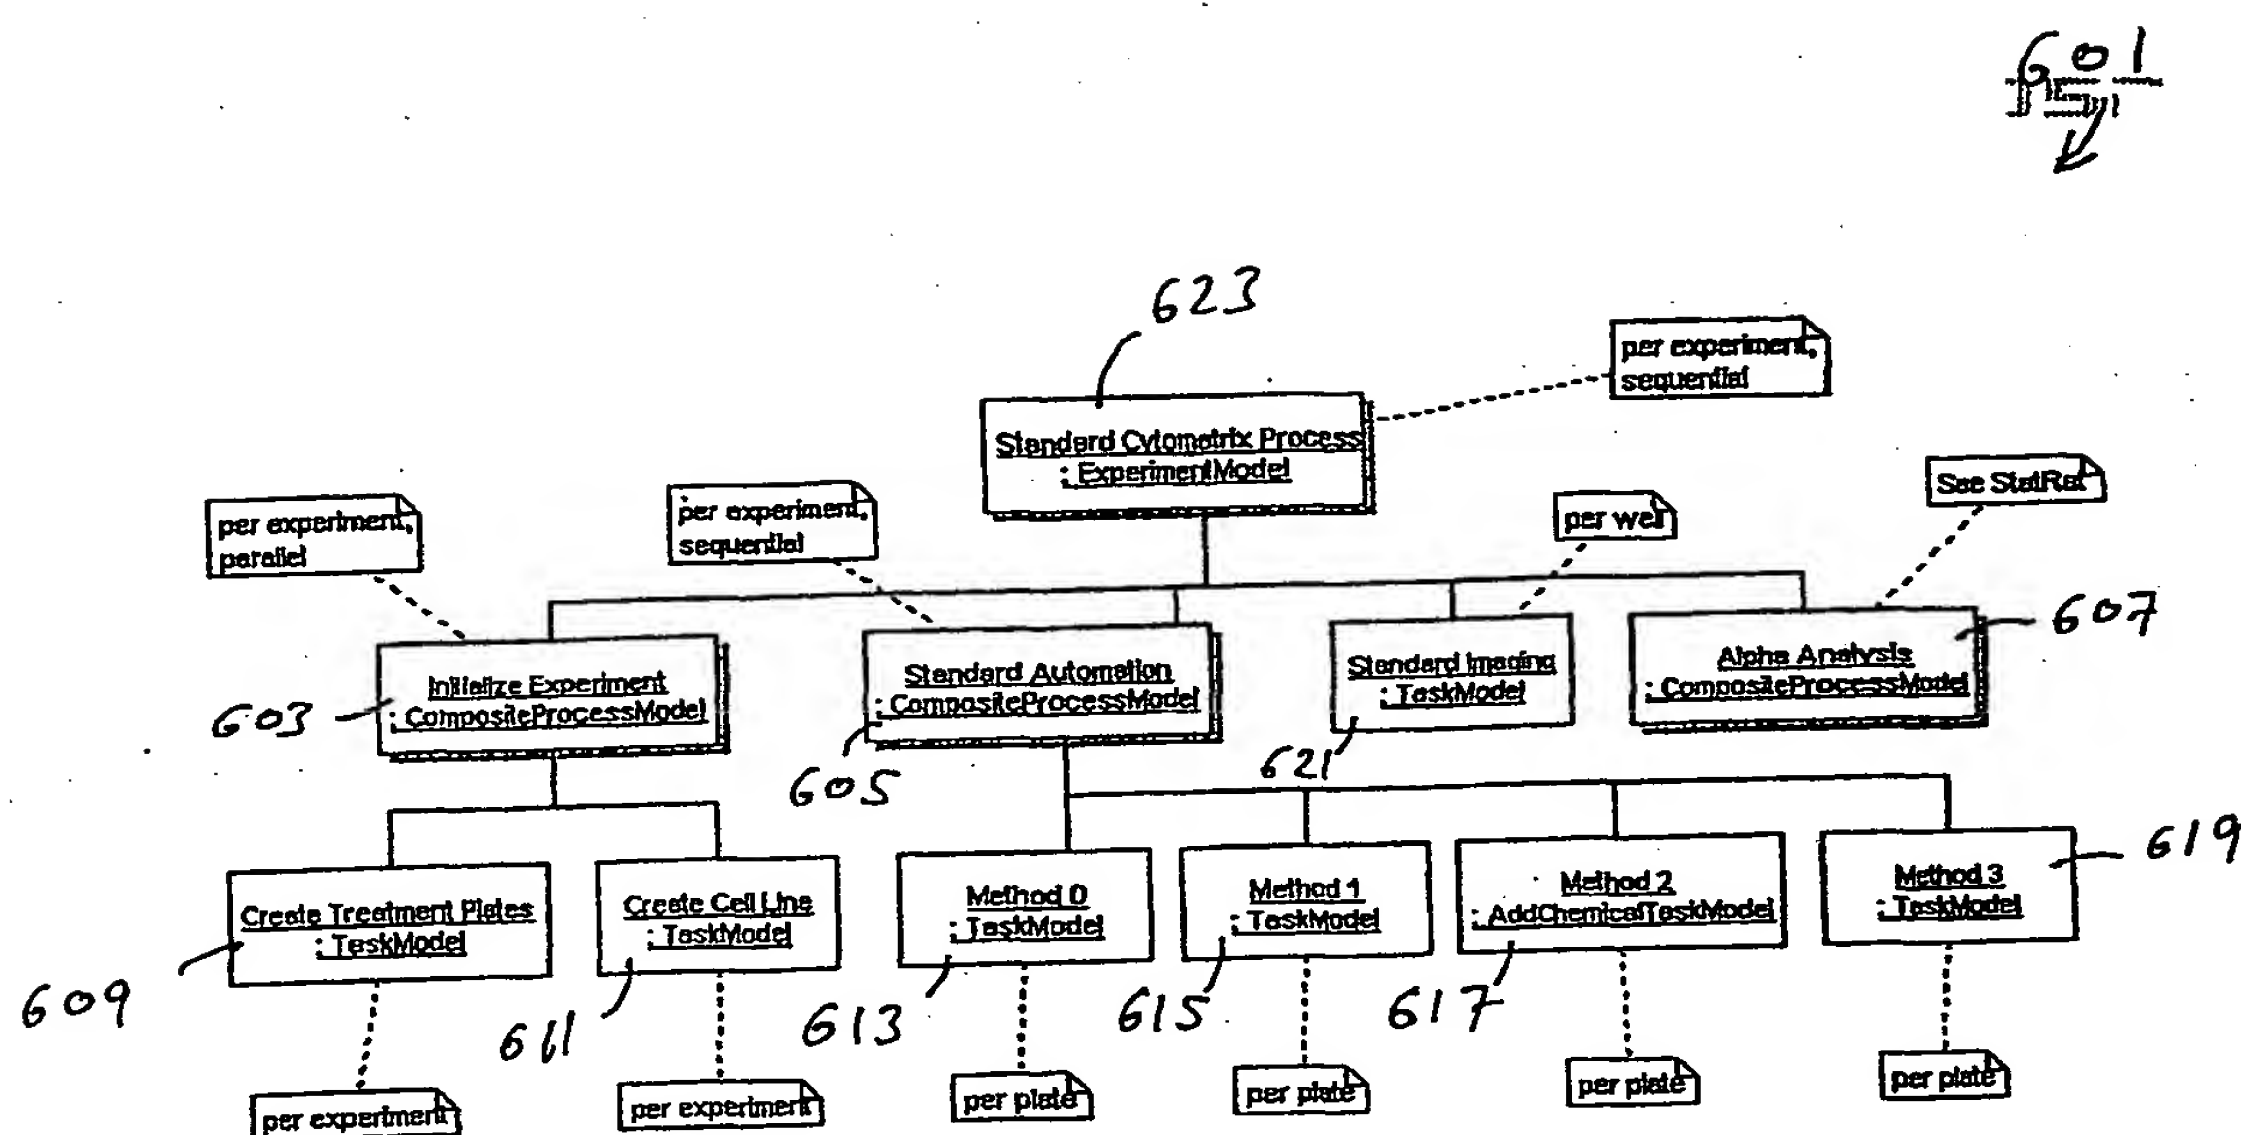 601
623
per experiment,
sequential
Standard Cytometrix Process
: ExperimentModel
per experiment,
parallel
per experiment,
sequential
per well
See StatRet
Initialize Experiment
: CompositeProcessModel
603
Standard Automation
: CompositeProcessModel
605
Standard Imaging
: TaskModel
621
Alpha Analysis
: CompositeProcessModel
607
Create Treatment Plates
: TaskModel
609
Create Cell Line
: TaskModel
611
Method 0
: TaskModel
613
Method 1
: TaskModel
615
Method 2
: AddChemicalTaskModel
617
Method 3
: TaskModel
619
per experiment
per experiment
per plate
per plate
per plate
per plate